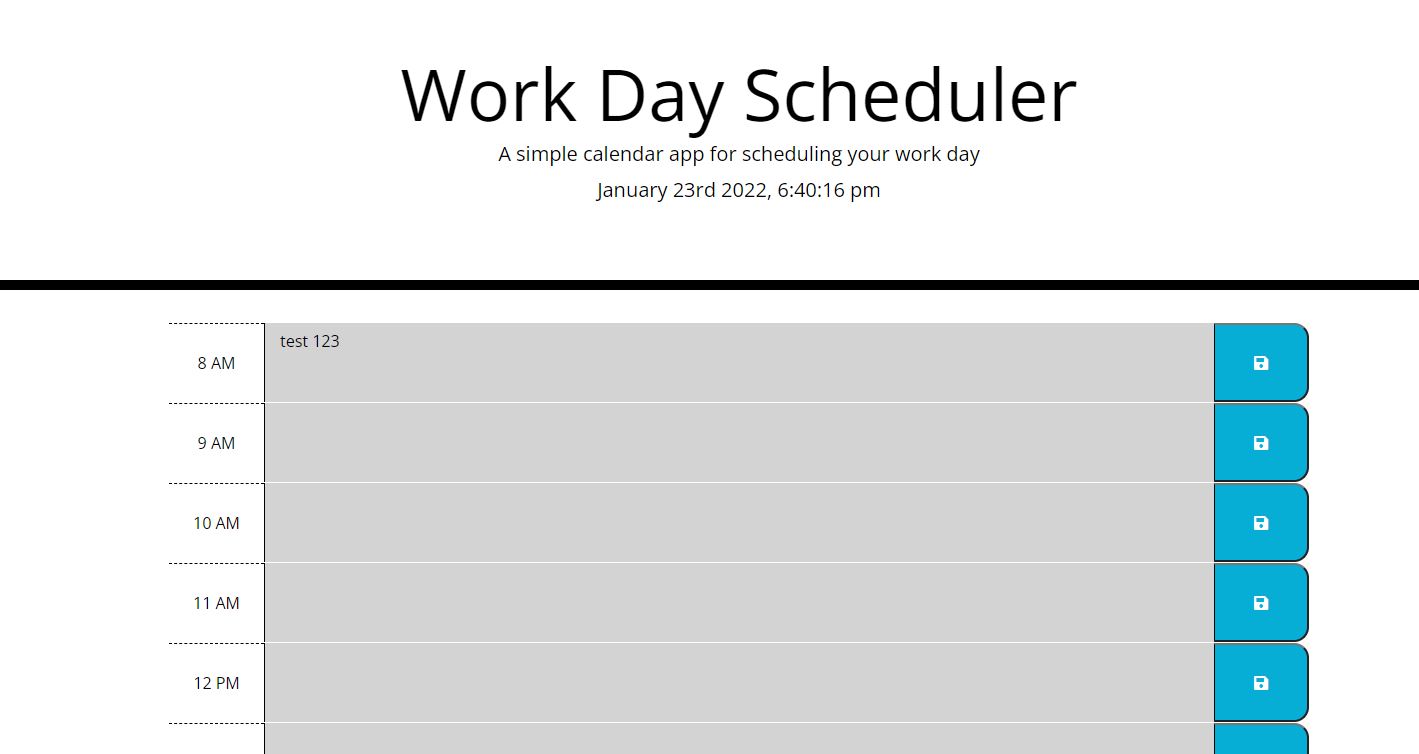 Work Day Scheduler
A simple calendar app for scheduling your work day
January 23rd 2022, 6:40:16 pm
test 123
8 AM
9 AM
10 AM
11 AM
12 PM